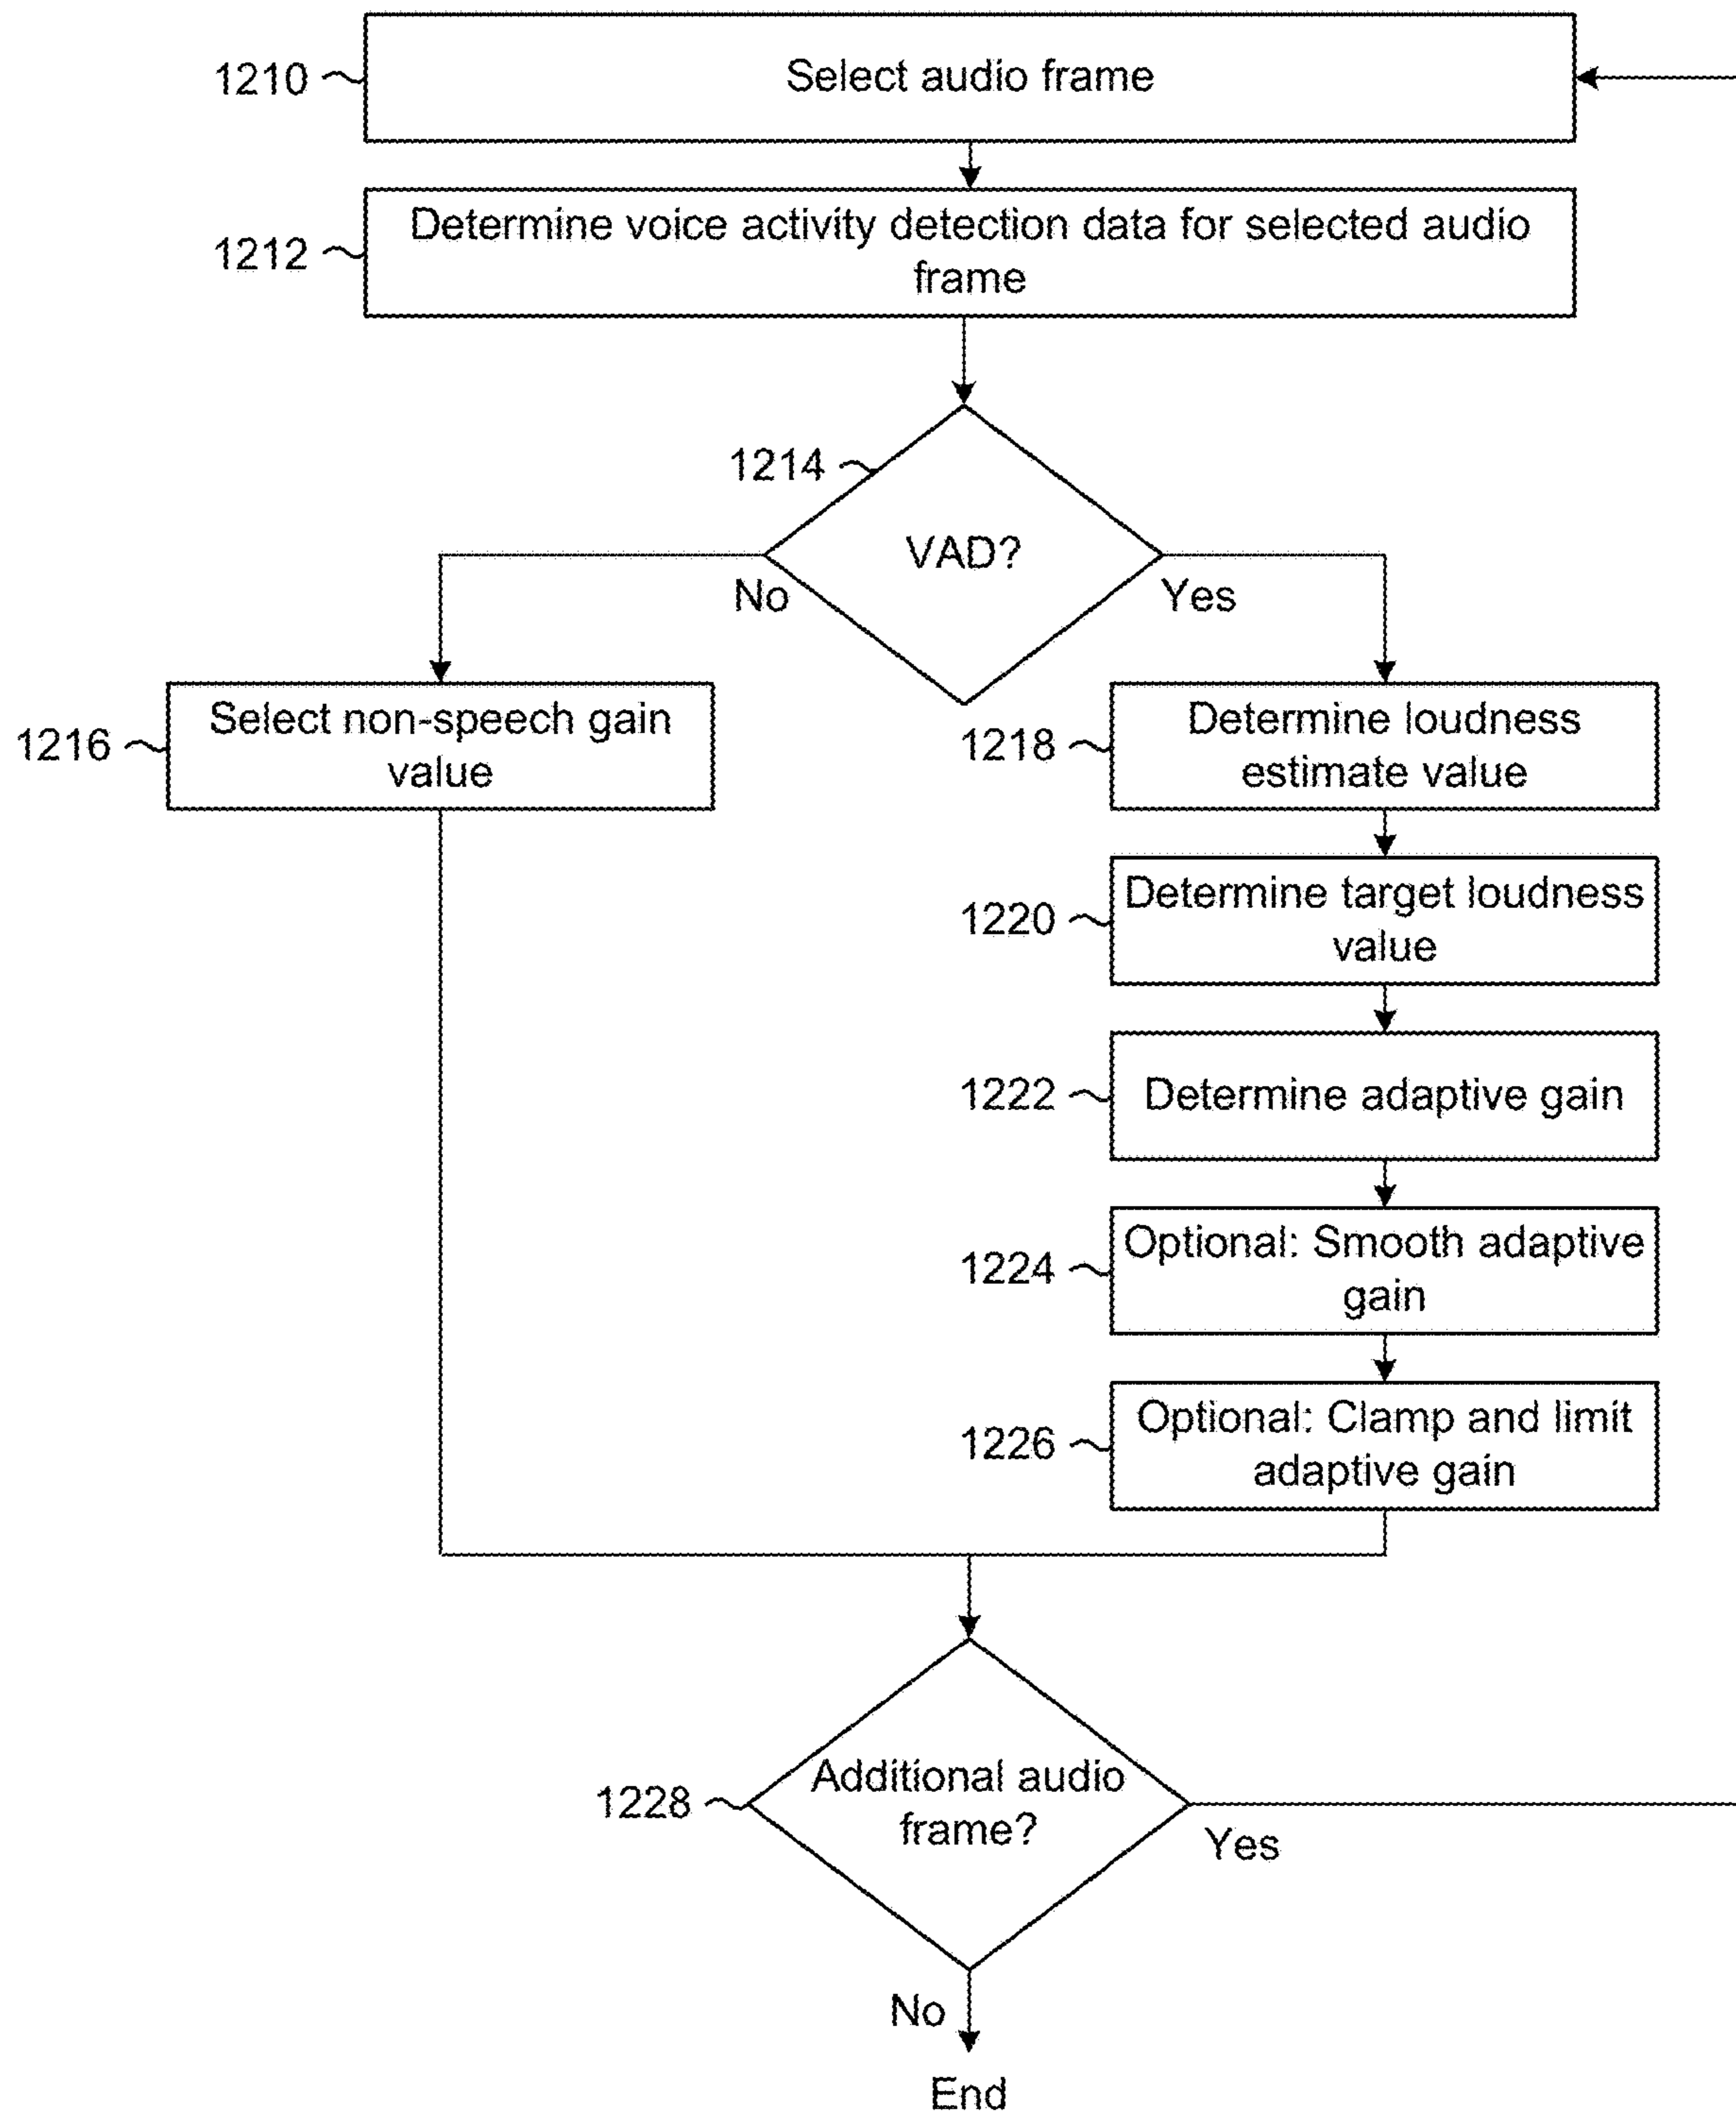 1210
Select audio frame
1212
Determine voice activity detection data for selected audio
frame
1214
VAD?
No
Yes
1216
Select non-speech gain
value
1218
Determine loudness
estimate value
1220
Determine target loudness
value
1222
Determine adaptive gain
1224
Optional: Smooth adaptive
gain
1226
Optional: Clamp and limit
adaptive gain
1228
Additional audio
frame?
Yes
No
End